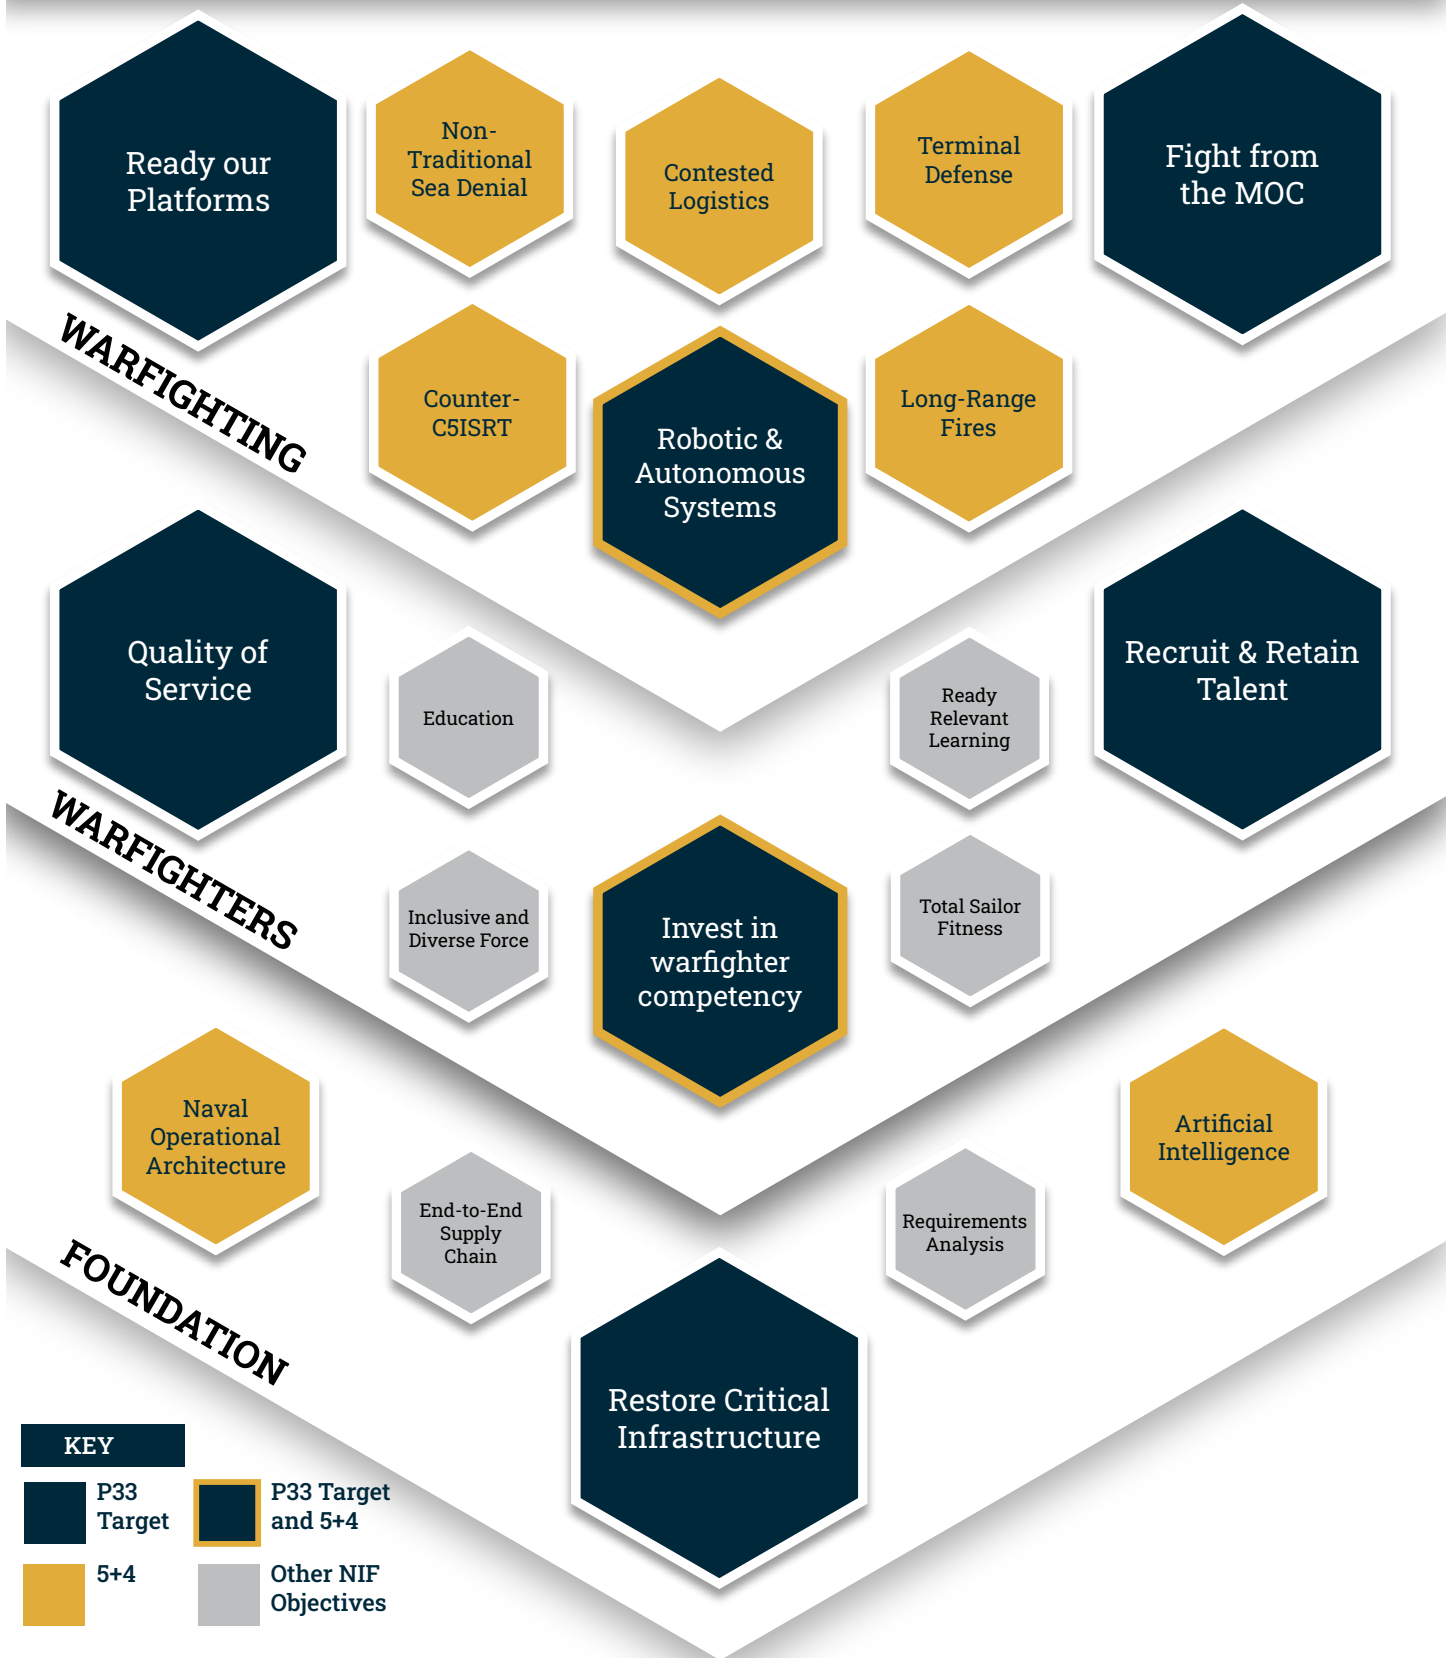 Ready our
Platforms
Non-
Traditional
Sea Denial
Contested
Logistics
Terminal
Defense
Fight from
the MOC
Counter-
C5ISRT
Robotic &
Autonomous
Systems
Long-Range
Fires
WARFIGHTING
Quality of
Service
Education
Ready
Relevant
Learning
Recruit & Retain
Talent
Inclusive and
Diverse Force
Invest in
warfighter
competency
Total Sailor
Fitness
WARFIGHTERS
Naval
Operational
Architecture
End-to-End
Supply
Chain
Requirements
Analysis
Artificial
Intelligence
Restore Critical
Infrastructure
FOUNDATION
KEY
P33
Target
P33 Target
and 5+4
5+4
Other NIF
Objectives